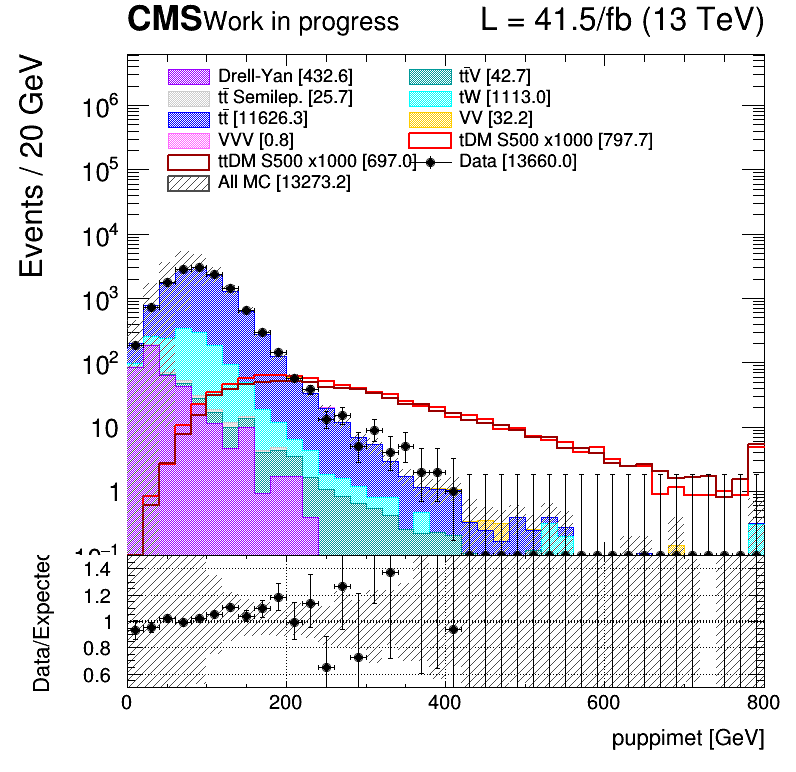 CMS Work in progress L = 41.5/fb (13 TeV)
Events / 20 GeV
Drell-Yan [432.6] tt̄V [42.7]
tt̄ Semilep. [25.7] tW [1113.0]
tt̄ [11626.3] VV [32.2]
VVV [0.8] tDM S500 x1000 [797.7]
ttDM S500 x1000 [697.0] Data [13660.0]
All MC [13273.2]
10⁶
10⁵
10⁴
10³
10²
10
1
10⁻¹
Data/Expected
1.4
1.2
1
0.8
0.6
0 200 400 600 800
puppimet [GeV]